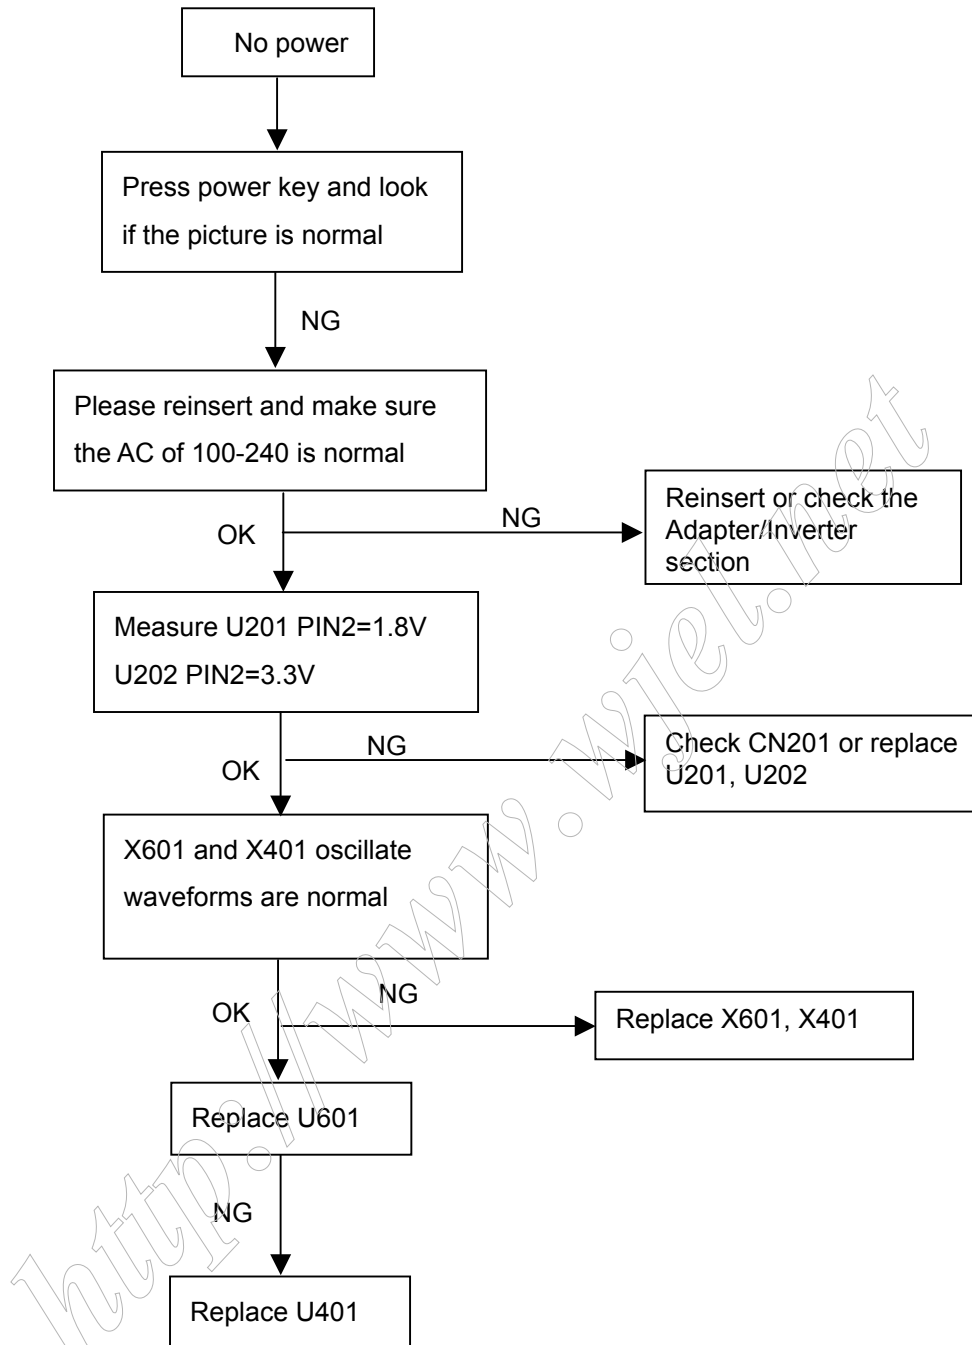 No power
Press power key and look
if the picture is normal
NG
Please reinsert and make sure
the AC of 100-240 is normal
NG
OK
Reinsert or check the
Adapter/Inverter
section
Measure U201 PIN2=1.8V
U202 PIN2=3.3V
NG
OK
Check CN201 or replace
U201, U202
X601 and X401 oscillate
waveforms are normal
NG
OK
Replace X601, X401
Replace U601
NG
Replace U401
http://www.wjel.net